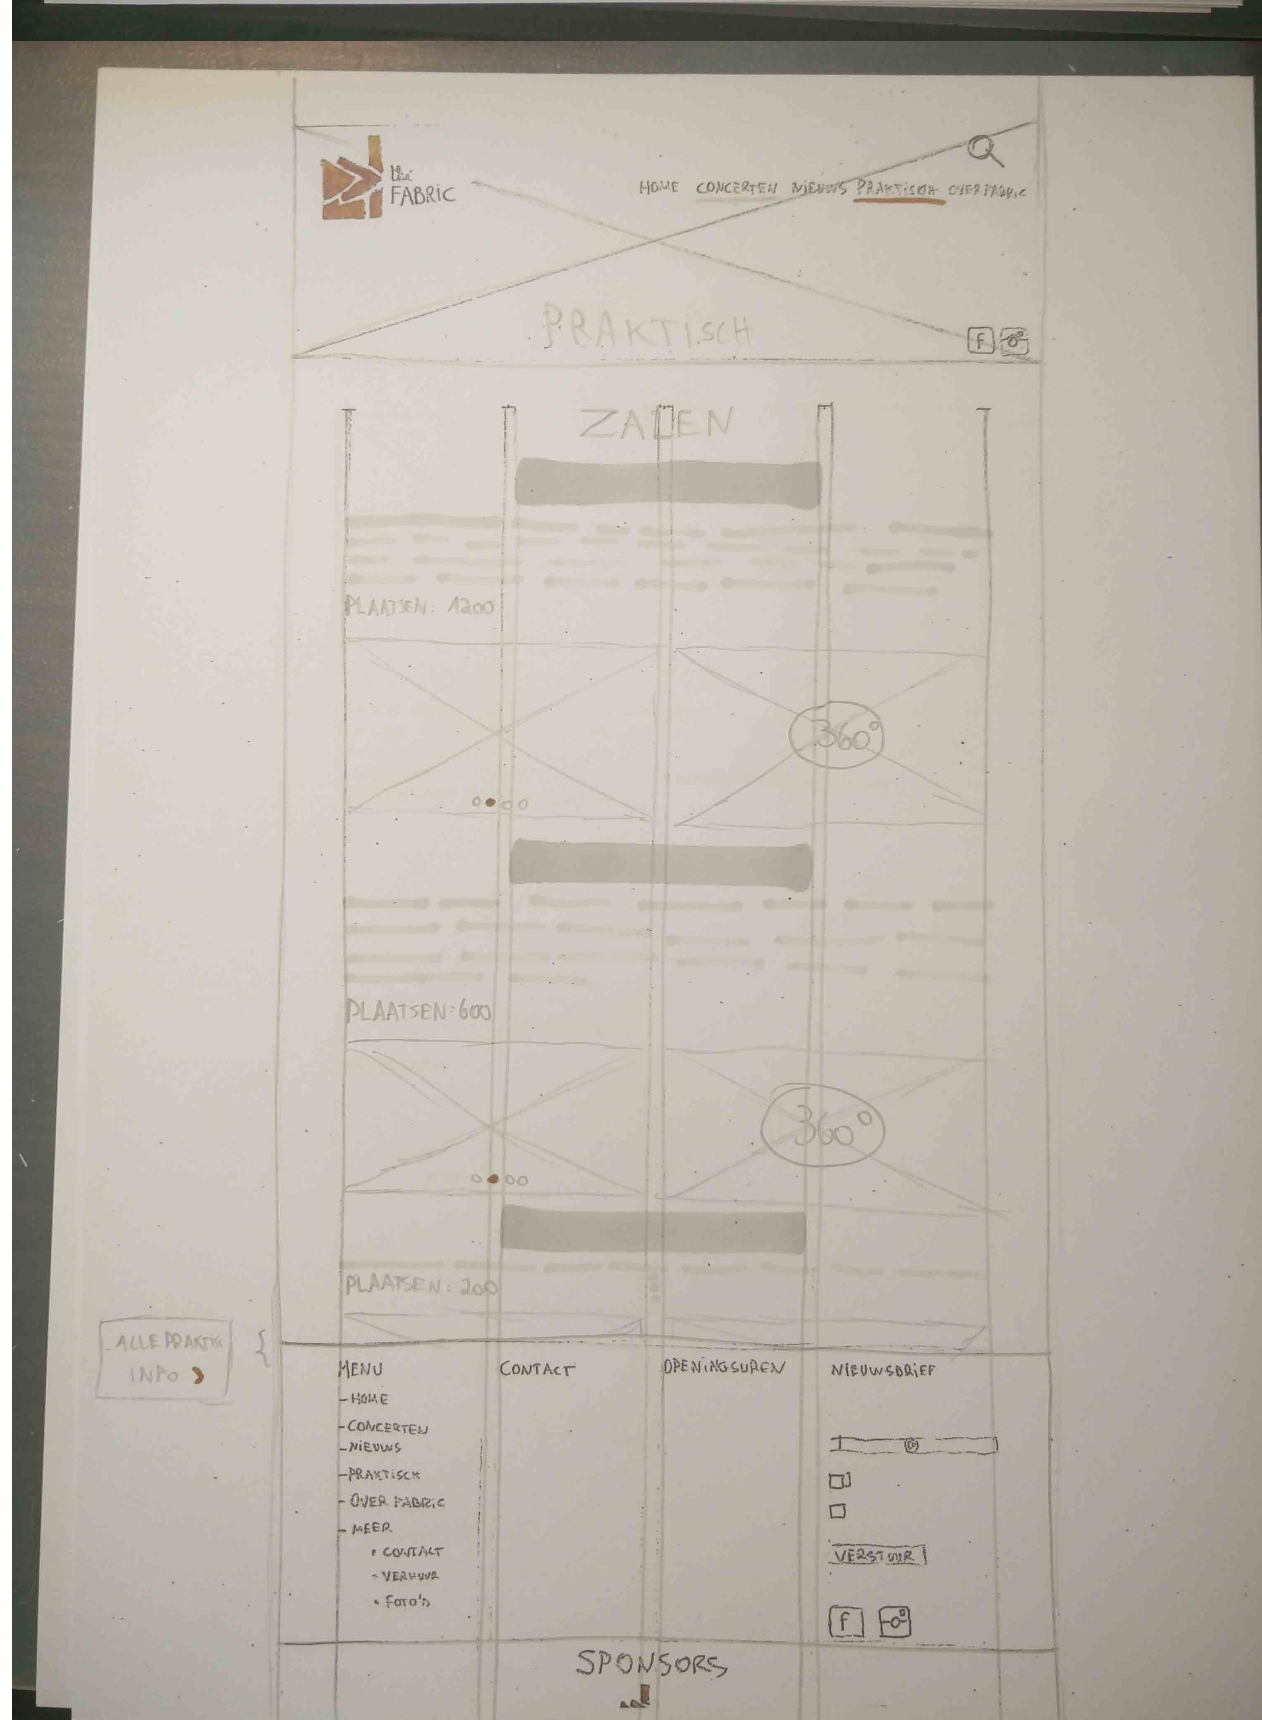 the
FABRiC
HOME CONCERTEN NiEUWS PRAKTiSCH OVER FABRiC
PRAKTISCH
f
ZALEN
PLAATSEN: 1200
360°
PLAATSEN: 600
360°
PLAATSEN: 200
ALLE PRAKTIS
INFO >
MENU
- HOME
- CONCERTEN
- NiEUWS
- PRAKTiSCH
- OVER FABRiC
- MEER
• CONTACT
- VERHUUR
• FoTo'S
CONTACT
OPENiNGSUREN
NiEUWSBRiEF
@
VERSTUUR
f
SPONSORS